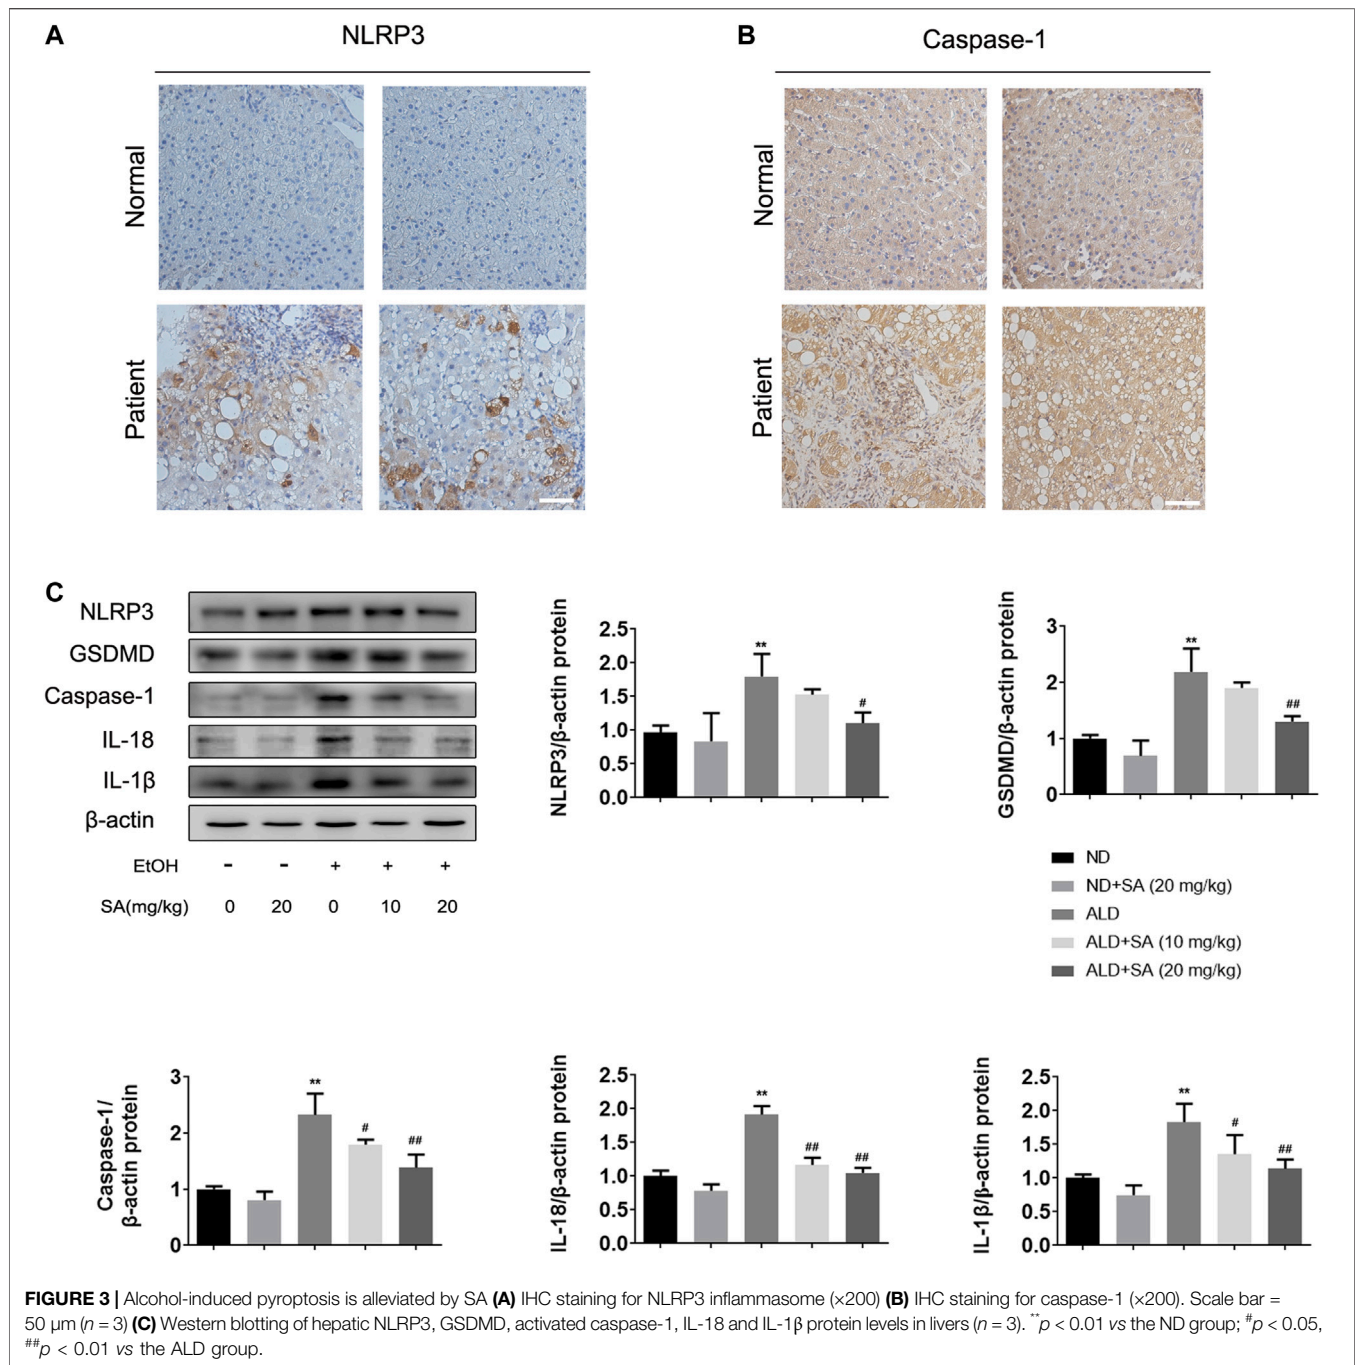 A
NLRP3
B
Caspase-1
Normal
Normal
Patient
Patient
C
NLRP3
GSDMD
Caspase-1
IL-18
IL-1β
β-actin
EtOH - - + + +
SA(mg/kg) 0 20 0 10 20
NLRP3/β-actin protein
2.5
2.0
1.5
1.0
0.5
0.0
**
#
GSDMD/β-actin protein
3
2
1
0
**
##
ND
ND+SA (20 mg/kg)
ALD
ALD+SA (10 mg/kg)
ALD+SA (20 mg/kg)
Caspase-1/
β-actin protein
3
2
1
0
**
#
##
IL-18/β-actin protein
2.5
2.0
1.5
1.0
0.5
0.0
**
##
##
IL-1β/β-actin protein
2.5
2.0
1.5
1.0
0.5
0.0
**
#
##
FIGURE 3 | Alcohol-induced pyroptosis is alleviated by SA (A) IHC staining for NLRP3 inflammasome (×200) (B) IHC staining for caspase-1 (×200). Scale bar =
50 μm (n = 3) (C) Western blotting of hepatic NLRP3, GSDMD, activated caspase-1, IL-18 and IL-1β protein levels in livers (n = 3). **p < 0.01 vs the ND group; #p < 0.05,
##p < 0.01 vs the ALD group.